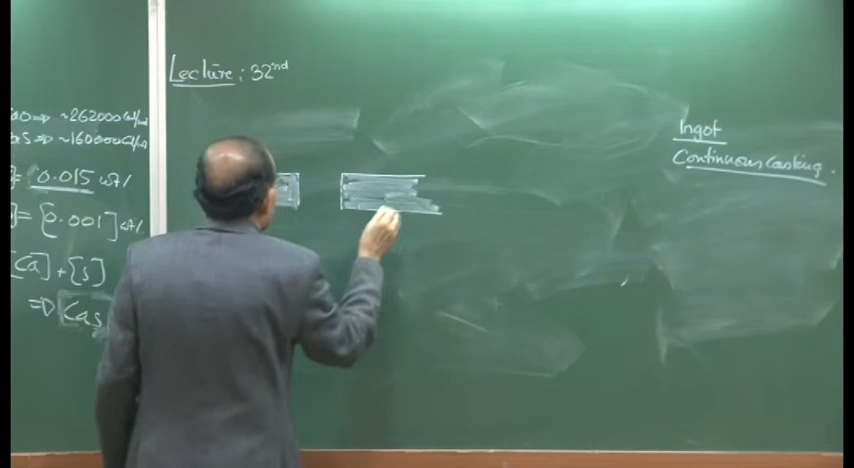 Lecture: 32nd
⇒ ~262000
⇒ ~160000
0.015 wt/.
= [0.001] wt/.
[Ca] + [S]
⇒ Cas
Ingot
Continuous casting.